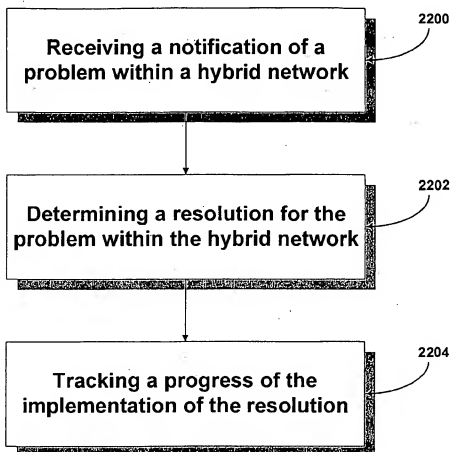 2200
Receiving a notification of a
problem within a hybrid network
2202
Determining a resolution for the
problem within the hybrid network
2204
Tracking a progress of the
implementation of the resolution